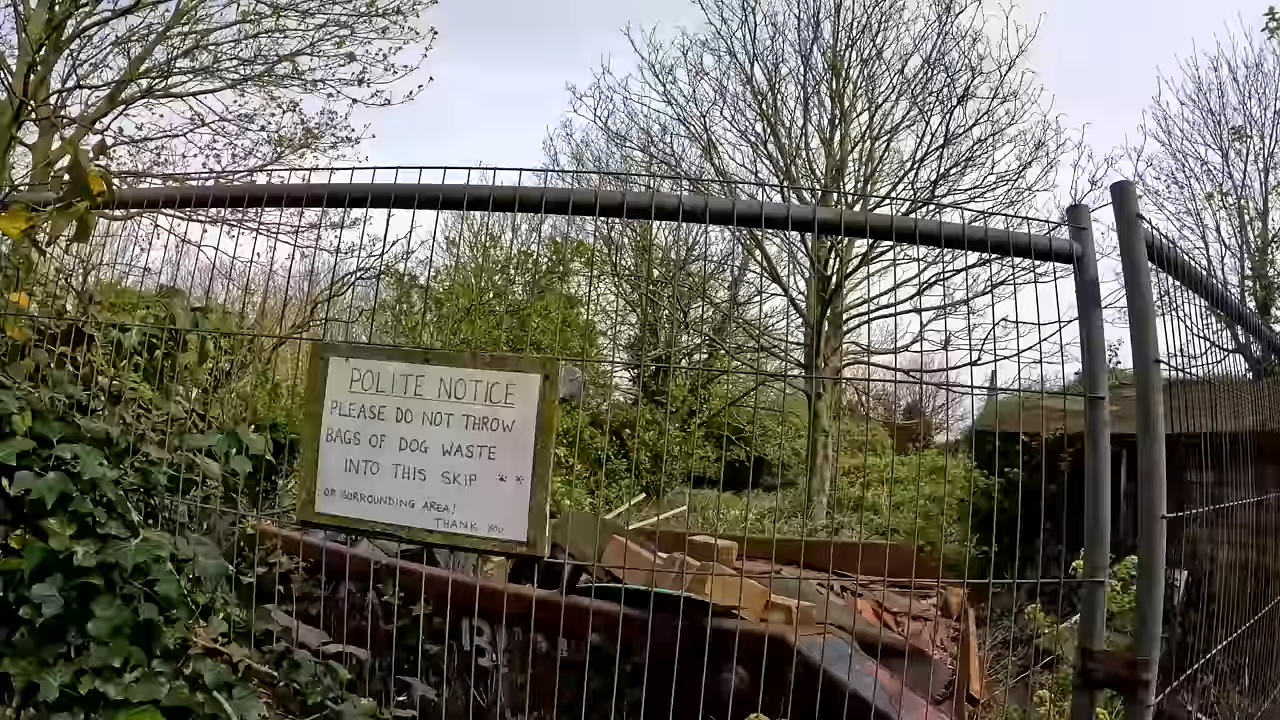 POLITE NOTICE
PLEASE DO NOT THROW
BAGS OF DOG WASTE
INTO THIS SKIP
OR SURROUNDING AREA!
THANK YOU